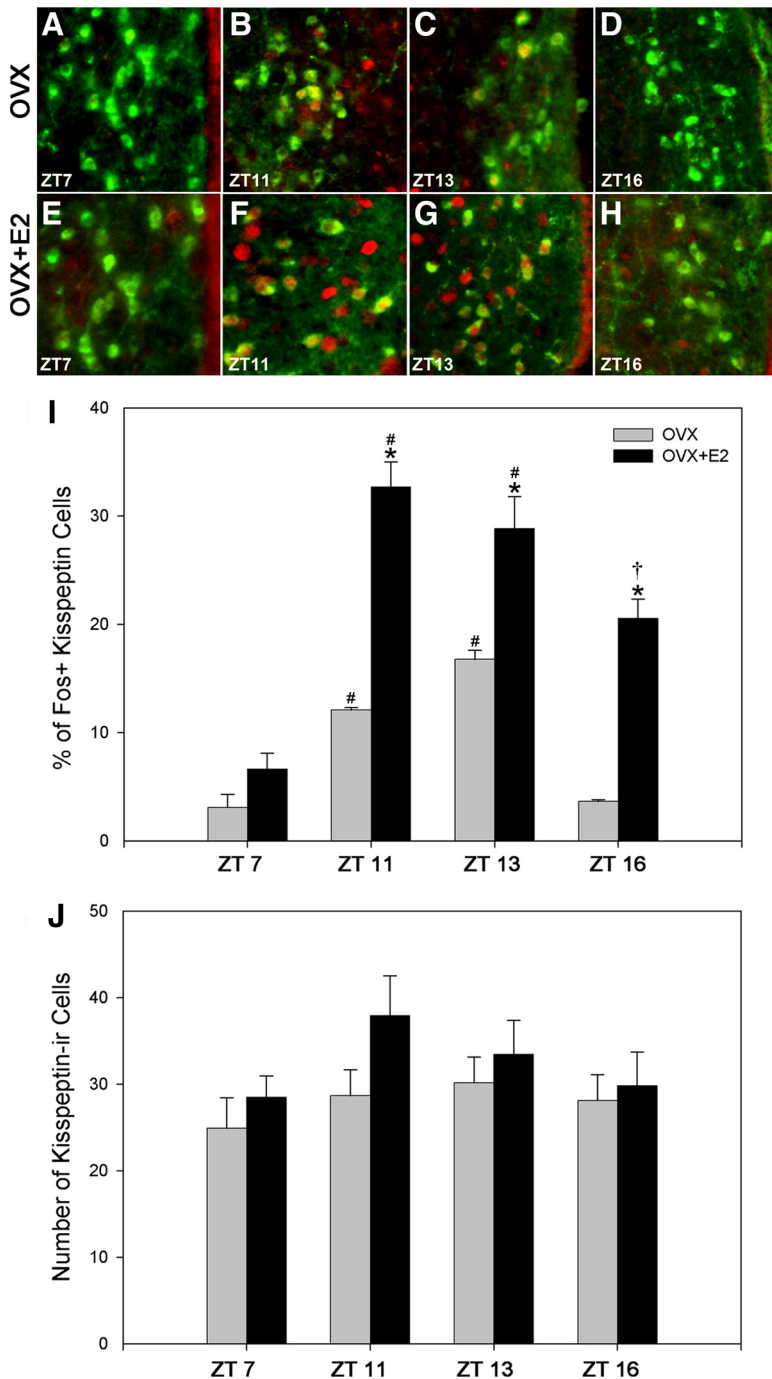 A B C D
OVX
ZT7 ZT11 ZT13 ZT16
E F G H
OVX+E2
ZT7 ZT11 ZT13 ZT16
I
% of Fos+ Kisspeptin Cells
40
30
20
10
0
OVX
OVX+E2
#
*
#
*
†
*
#
#
ZT 7 ZT 11 ZT 13 ZT 16
J
Number of Kisspeptin-ir Cells
50
40
30
20
10
0
ZT 7 ZT 11 ZT 13 ZT 16